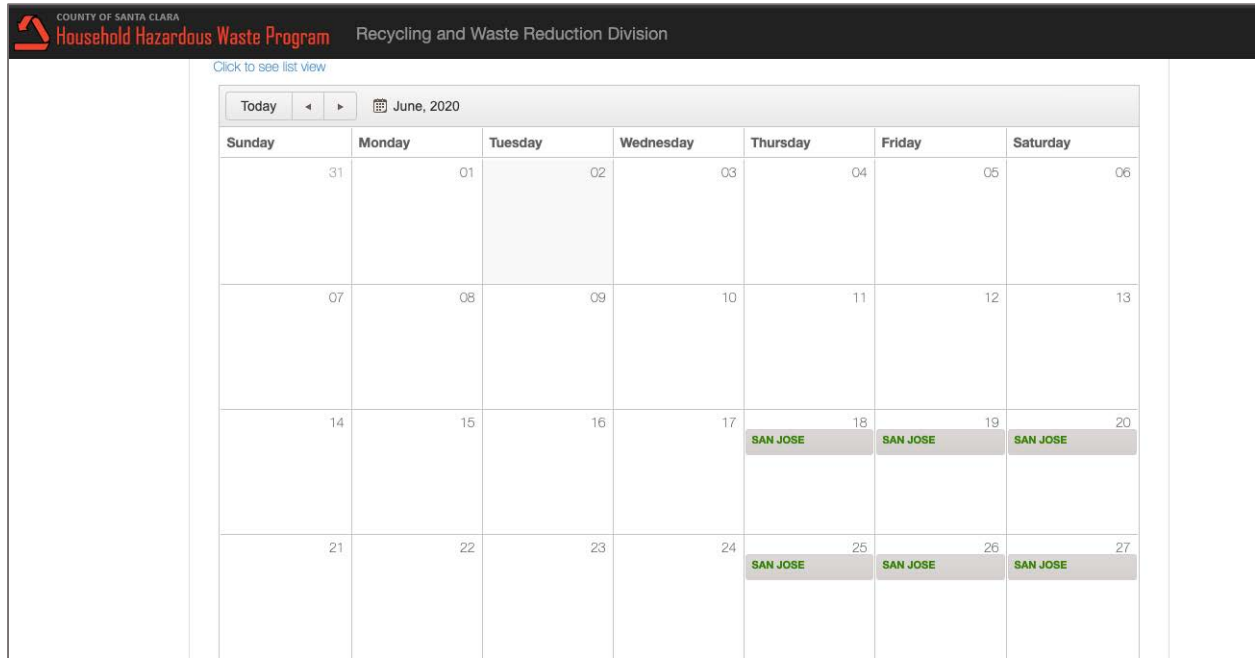 COUNTY OF SANTA CLARA
Household Hazardous Waste Program Recycling and Waste Reduction Division
Click to see list view
Today June, 2020
Sunday Monday Tuesday Wednesday Thursday Friday Saturday
31 01 02 03 04 05 06
07 08 09 10 11 12 13
14 15 16 17 18 19 20
SAN JOSE SAN JOSE SAN JOSE
21 22 23 24 25 26 27
SAN JOSE SAN JOSE SAN JOSE